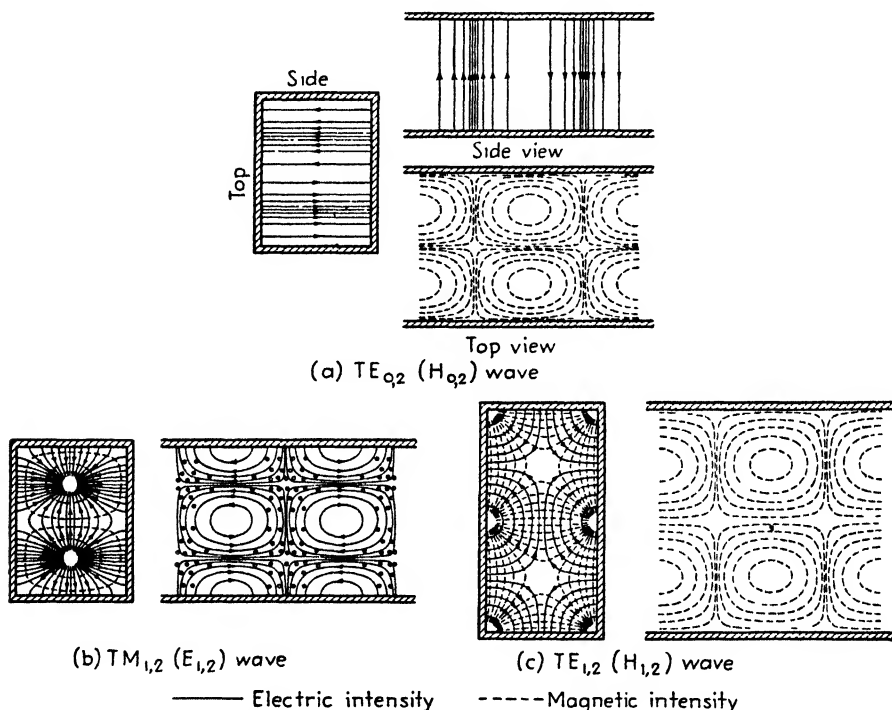 Side
Top
Side view
Top view
(a) TE0,2 (H0,2) wave
(b) TM1,2 (E1,2) wave
(c) TE1,2 (H1,2) wave
Electric intensity
Magnetic intensity